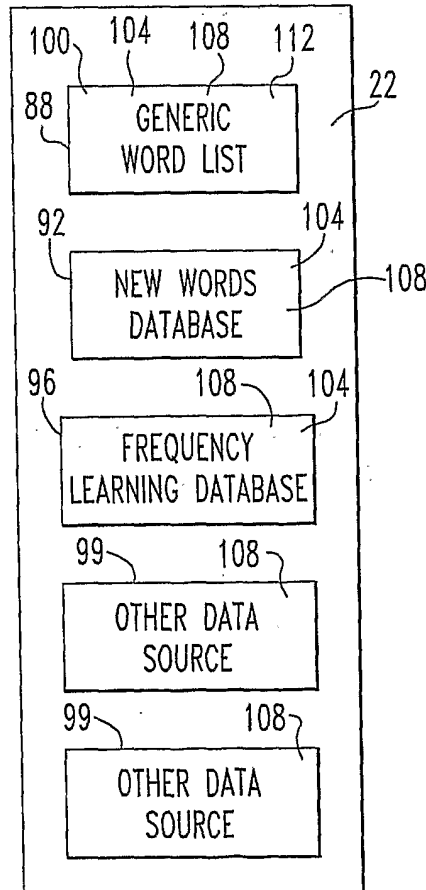 100 104 108 112
88 22
GENERIC
WORD LIST
92 104
NEW WORDS
DATABASE
108
96 108 104
FREQUENCY
LEARNING DATABASE
99 108
OTHER DATA
SOURCE
99 108
OTHER DATA
SOURCE